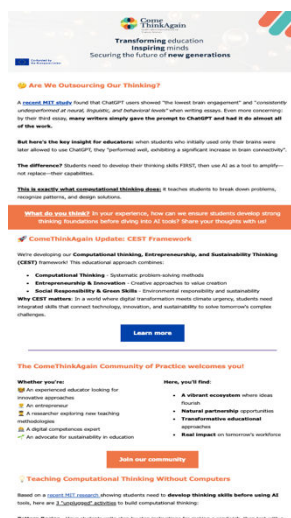 Come
ThinkAgain
Transforming education
Inspiring minds
Securing the future of new generations
Co-funded by
the European Union
Are We Outsourcing Our Thinking?
A recent MIT study found that ChatGPT users showed "the lowest brain engagement" and "consistently
underperformed at neural, linguistic, and behavioral levels" when writing essays. Even more concerning:
by their third essay, many writers simply gave the prompt to ChatGPT and had it do almost all
of the work.
But here's the key insight for educators: when students who initially used only their brains were
later allowed to use ChatGPT, they "performed well, exhibiting a significant increase in brain connectivity".
The difference? Students need to develop their thinking skills FIRST, then use AI as a tool to amplify—
not replace—their capabilities.
This is exactly what computational thinking does: it teaches students to break down problems,
recognize patterns, and design solutions.
What do you think? In your experience, how can we ensure students develop strong
thinking foundations before diving into AI tools? Share your thoughts with us!
ComeThinkAgain Update: CEST Framework
We're developing our Computational thinking, Entrepreneurship, and Sustainability Thinking
(CEST) framework! This educational approach combines:
• Computational Thinking - Systematic problem-solving methods
• Entrepreneurship & Innovation - Creative approaches to value creation
• Social Responsibility & Green Skills - Environmental responsibility and sustainability
Why CEST matters: In a world where digital transformation meets climate urgency, students need
integrated skills that connect technology, innovation, and sustainability to solve tomorrow's complex
challenges.
Learn more
The ComeThinkAgain Community of Practice welcomes you!
Whether you're:
An experienced educator looking for
innovative approaches
An entrepreneur
A researcher exploring new teaching
methodologies
A digital competences expert
An advocate for sustainability in education
Here, you'll find:
• A vibrant ecosystem where ideas
flourish
• Natural partnership opportunities
• Transformative educational
approaches
• Real impact on tomorrow's workforce
Join our community
Teaching Computational Thinking Without Computers
Based on a recent MIT research showing students need to develop thinking skills before using AI
tools, here are 3 "unplugged" activities to build computational thinking: